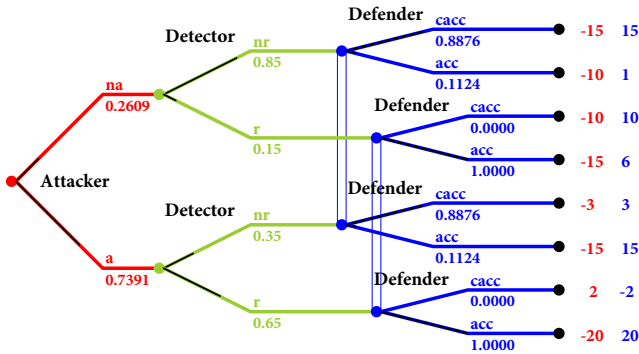 Defender
cacc -15 15
Detector 0.8876
nr
0.85 acc -10 1
0.1124
na Defender
0.2609 cacc -10 10
r 0.0000
0.15 acc -15 6
1.0000
Attacker Defender
cacc -3 3
Detector 0.8876
nr
0.35 acc -15 15
0.1124
a Defender
0.7391 cacc 2 -2
r 0.0000
0.65 acc -20 20
1.0000